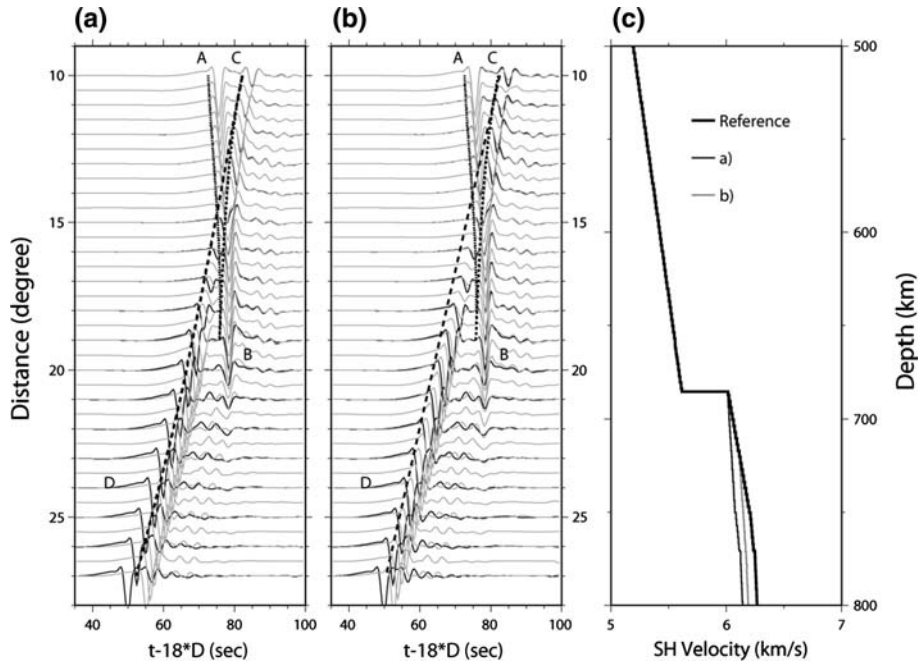 (a)
(b)
(c)
A
C
B
D
10
15
20
25
Distance (degree)
40
60
80
100
t-18*D (sec)
A
C
B
D
10
15
20
25
40
60
80
100
t-18*D (sec)
Reference
a)
b)
500
600
700
800
Depth (km)
5
6
7
SH Velocity (km/s)